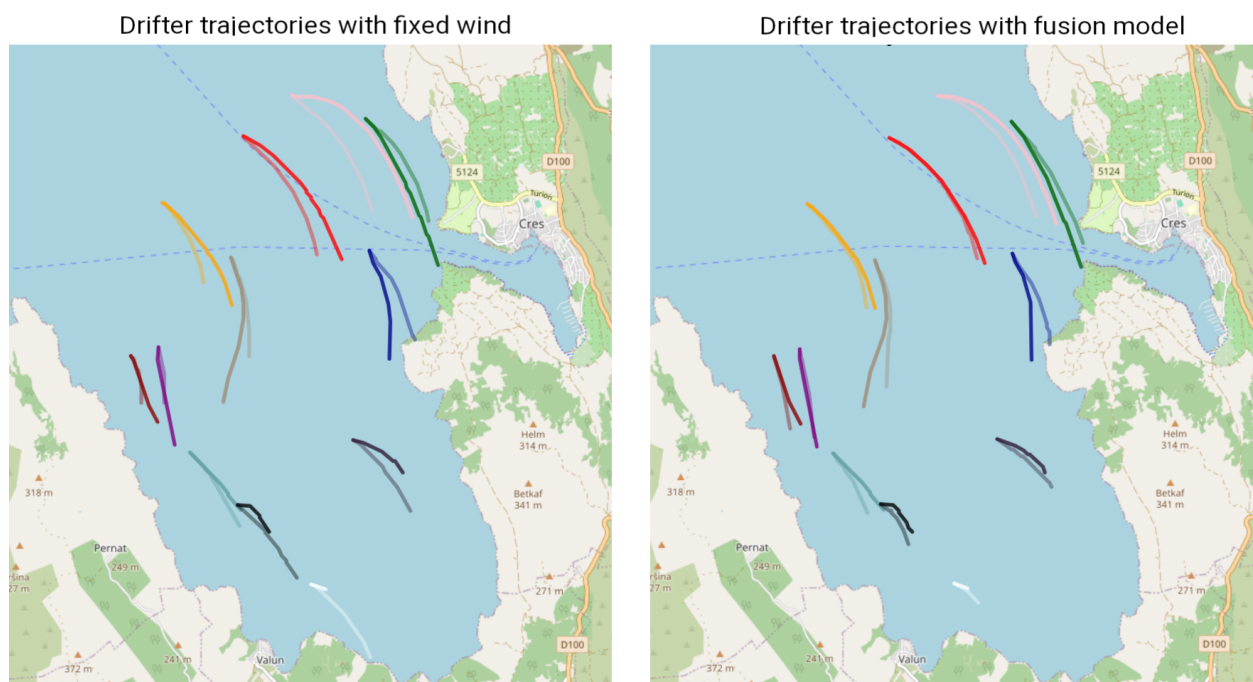 Drifter trajectories with fixed wind
Drifter trajectories with fusion model
5124
D100
Turion
Cres
Helm
314 m
Betkaf
341 m
318 m
Pernat
249 m
ršina
27 m
271 m
D100
241 m
372 m
Valun
5124
D100
Turion
Cres
Helm
314 m
Betkaf
341 m
318 m
Pernat
249 m
ršina
27 m
271 m
D100
241 m
372 m
Valun